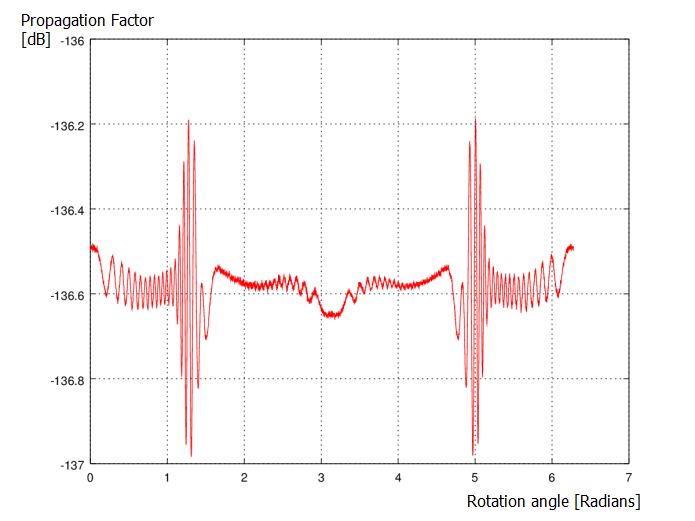 Propagation Factor
[dB]
-136
-136.2
-136.4
-136.6
-136.8
-137
0 1 2 3 4 5 6 7
Rotation angle [Radians]